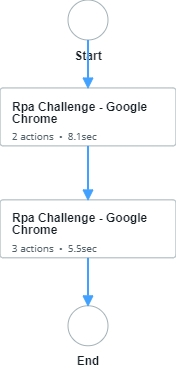 Start
Rpa Challenge - Google
Chrome
2 actions • 8.1sec
Rpa Challenge - Google
Chrome
3 actions • 5.5sec
End